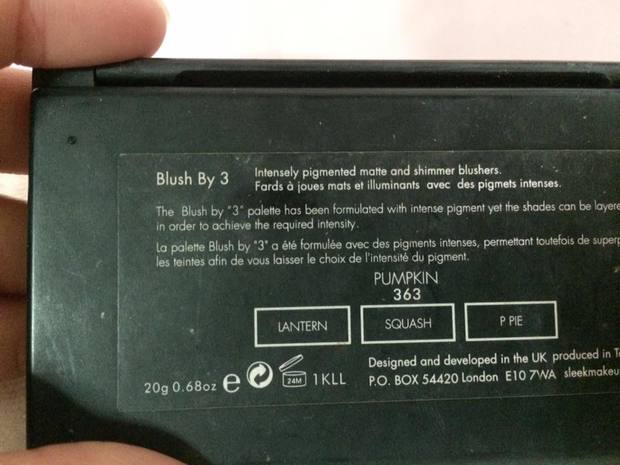 Blush By 3
Intensely pigmented matte and shimmer blushers.
Fards à joues mats et illuminants avec des pigmets intenses.
The Blush by "3" palette has been formulated with intense pigment yet the shades can be
in order to achieve the required intensity.
La palette Blush by "3" a été formulée avec des pigments intenses, permettant toutefois de
les teintes afin de vous laisser le choix de l'intensité du pigment.
PUMPKIN
363
LANTERN SQUASH P PIE
20g 0.68oz e 24M 1KLL
Designed and developed in the UK produced in
P.O. BOX 54420 London E10 7WA